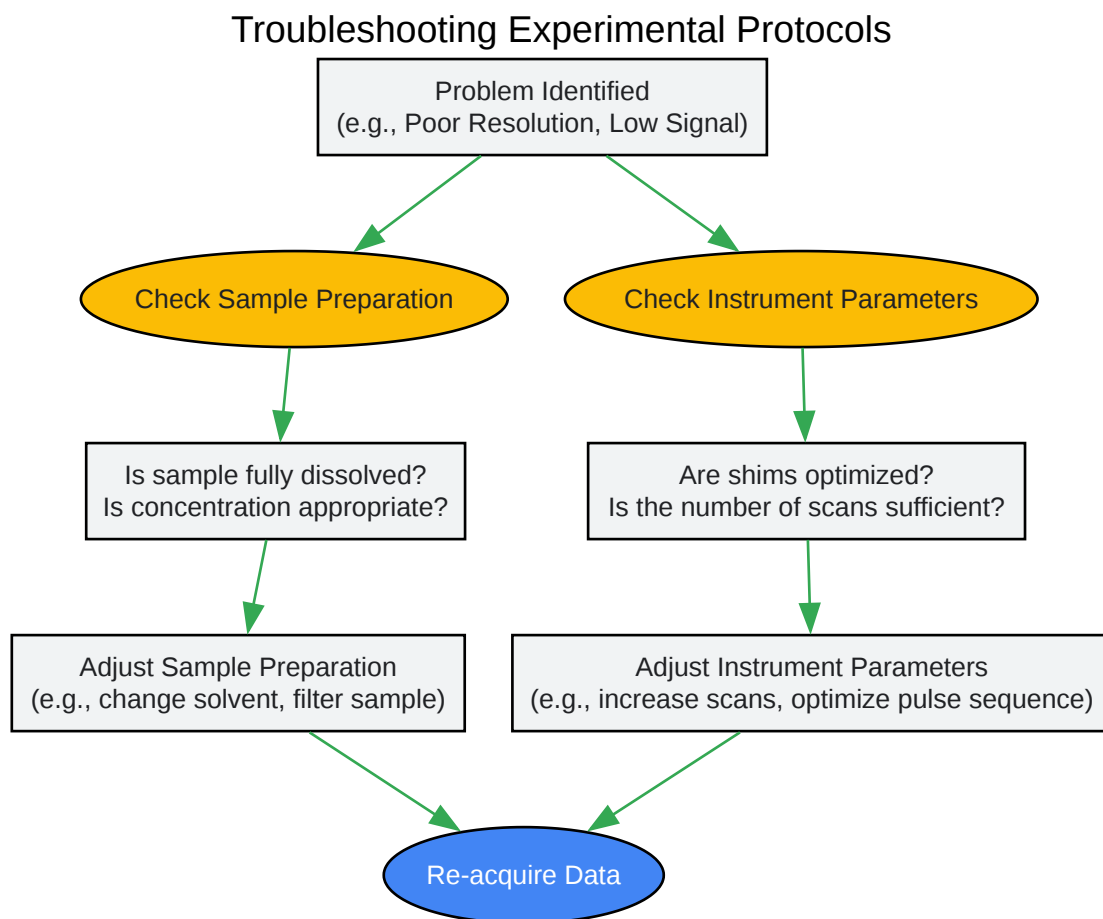 Troubleshooting Experimental Protocols
Problem Identified
(e.g., Poor Resolution, Low Signal)
Check Sample Preparation
Check Instrument Parameters
Is sample fully dissolved?
Is concentration appropriate?
Are shims optimized?
Is the number of scans sufficient?
Adjust Sample Preparation
(e.g., change solvent, filter sample)
Adjust Instrument Parameters
(e.g., increase scans, optimize pulse sequence)
Re-acquire Data